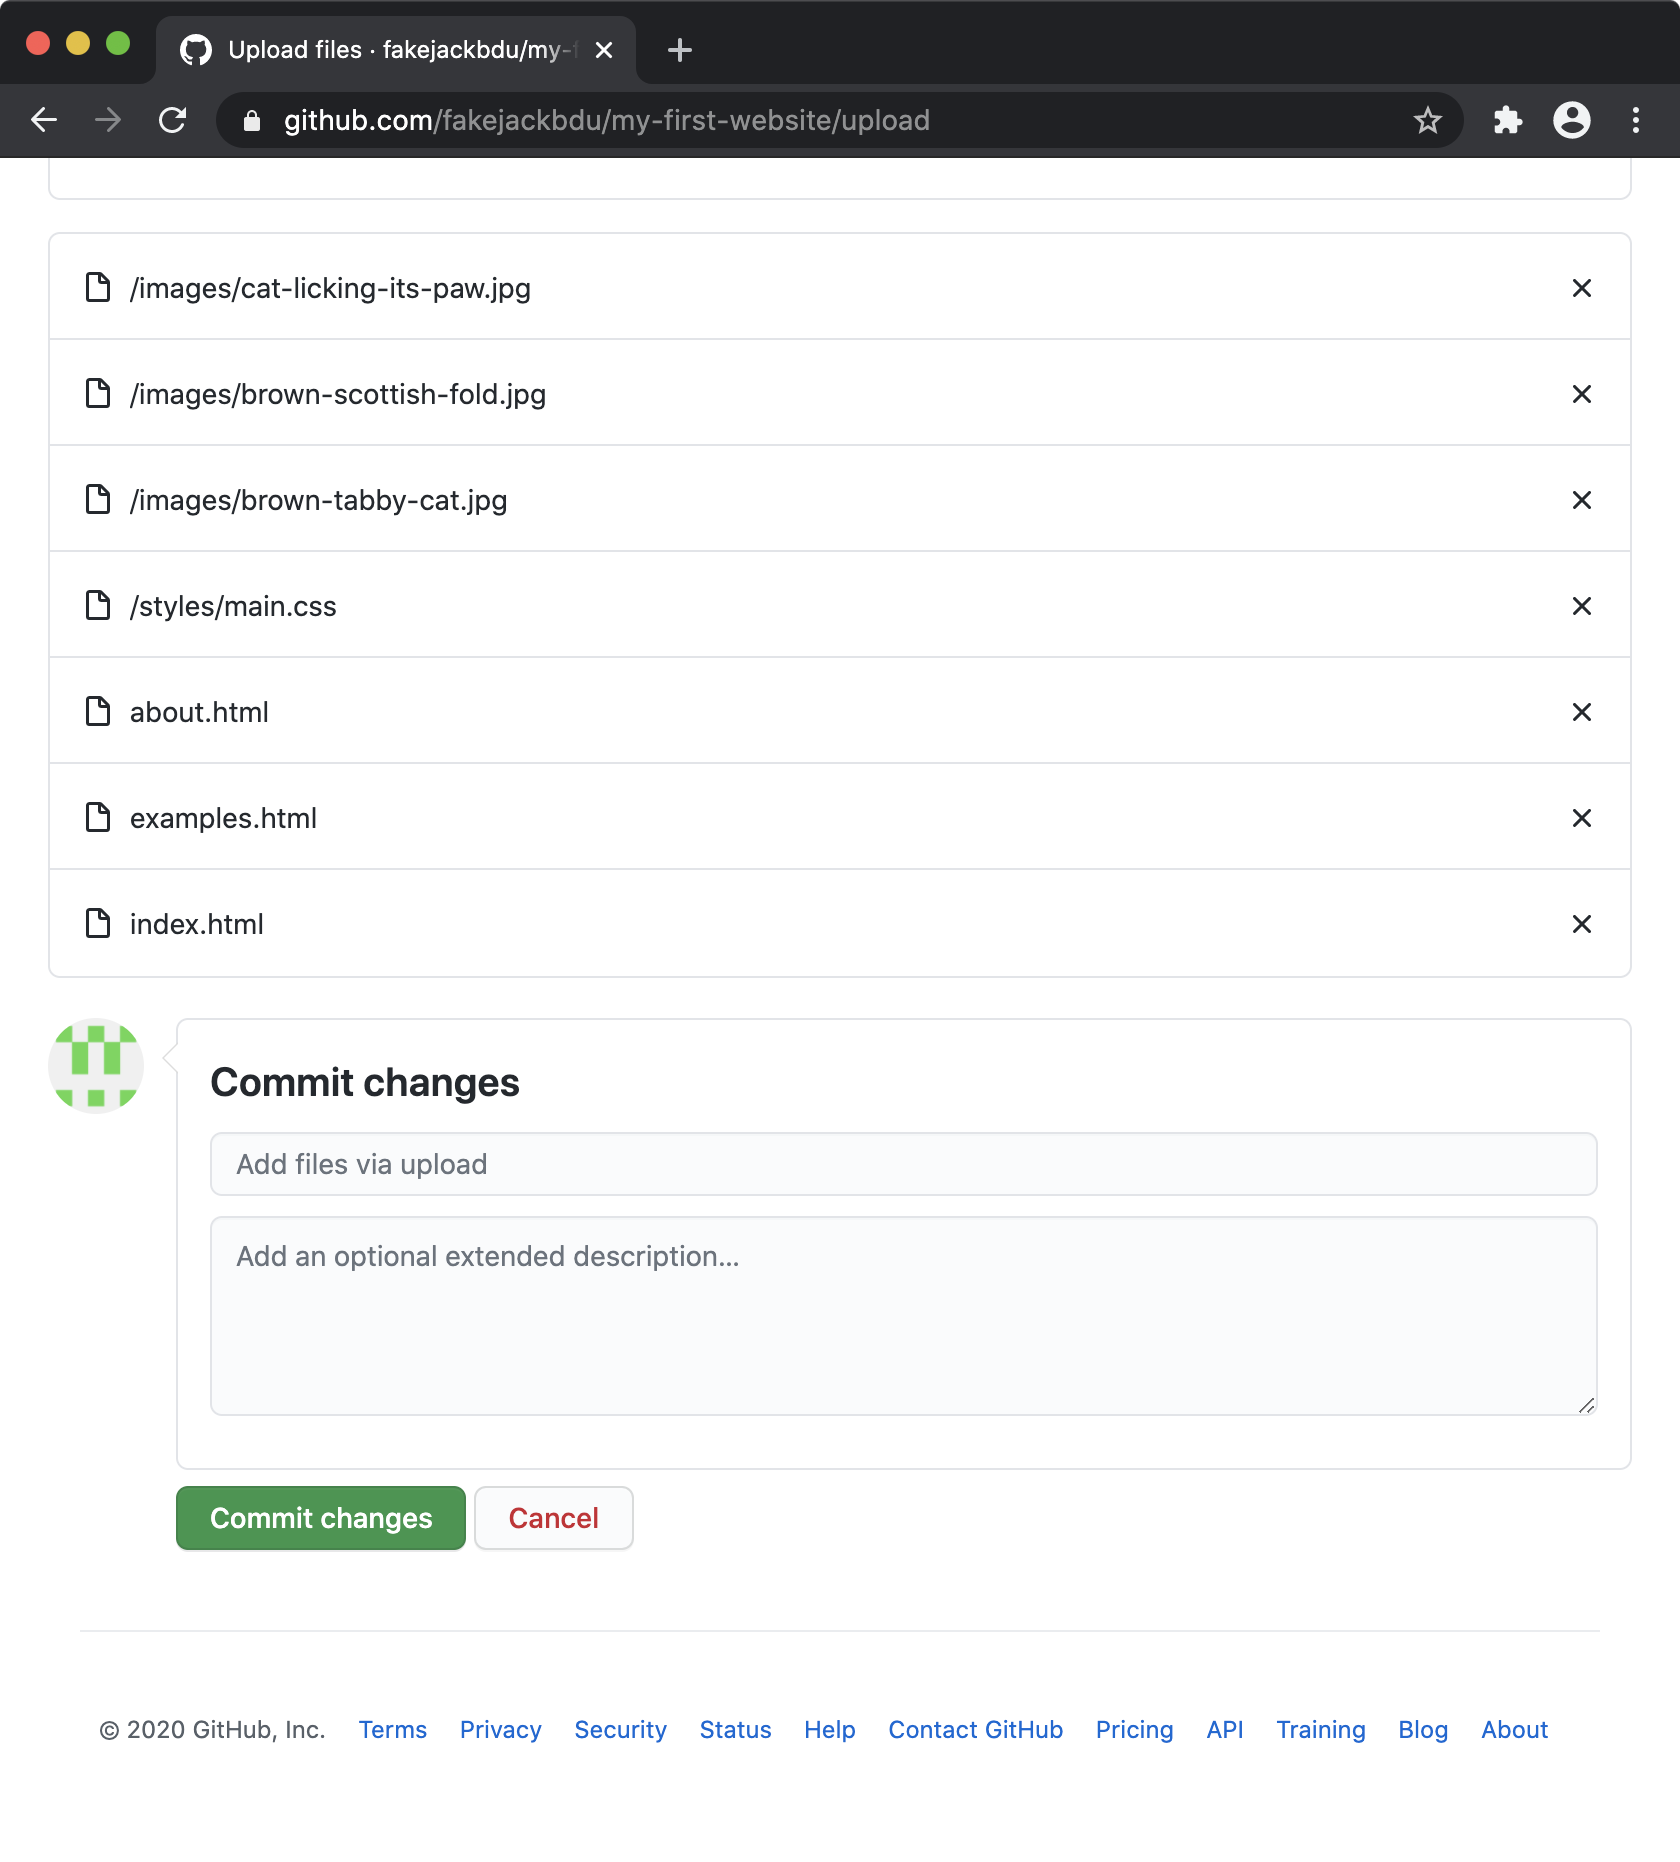 Upload files · fakejackbdu/my-f
github.com/fakejackbdu/my-first-website/upload
/images/cat-licking-its-paw.jpg
/images/brown-scottish-fold.jpg
/images/brown-tabby-cat.jpg
/styles/main.css
about.html
examples.html
index.html
Commit changes
Add files via upload
Add an optional extended description...
Commit changes Cancel
© 2020 GitHub, Inc. Terms Privacy Security Status Help Contact GitHub Pricing API Training Blog About